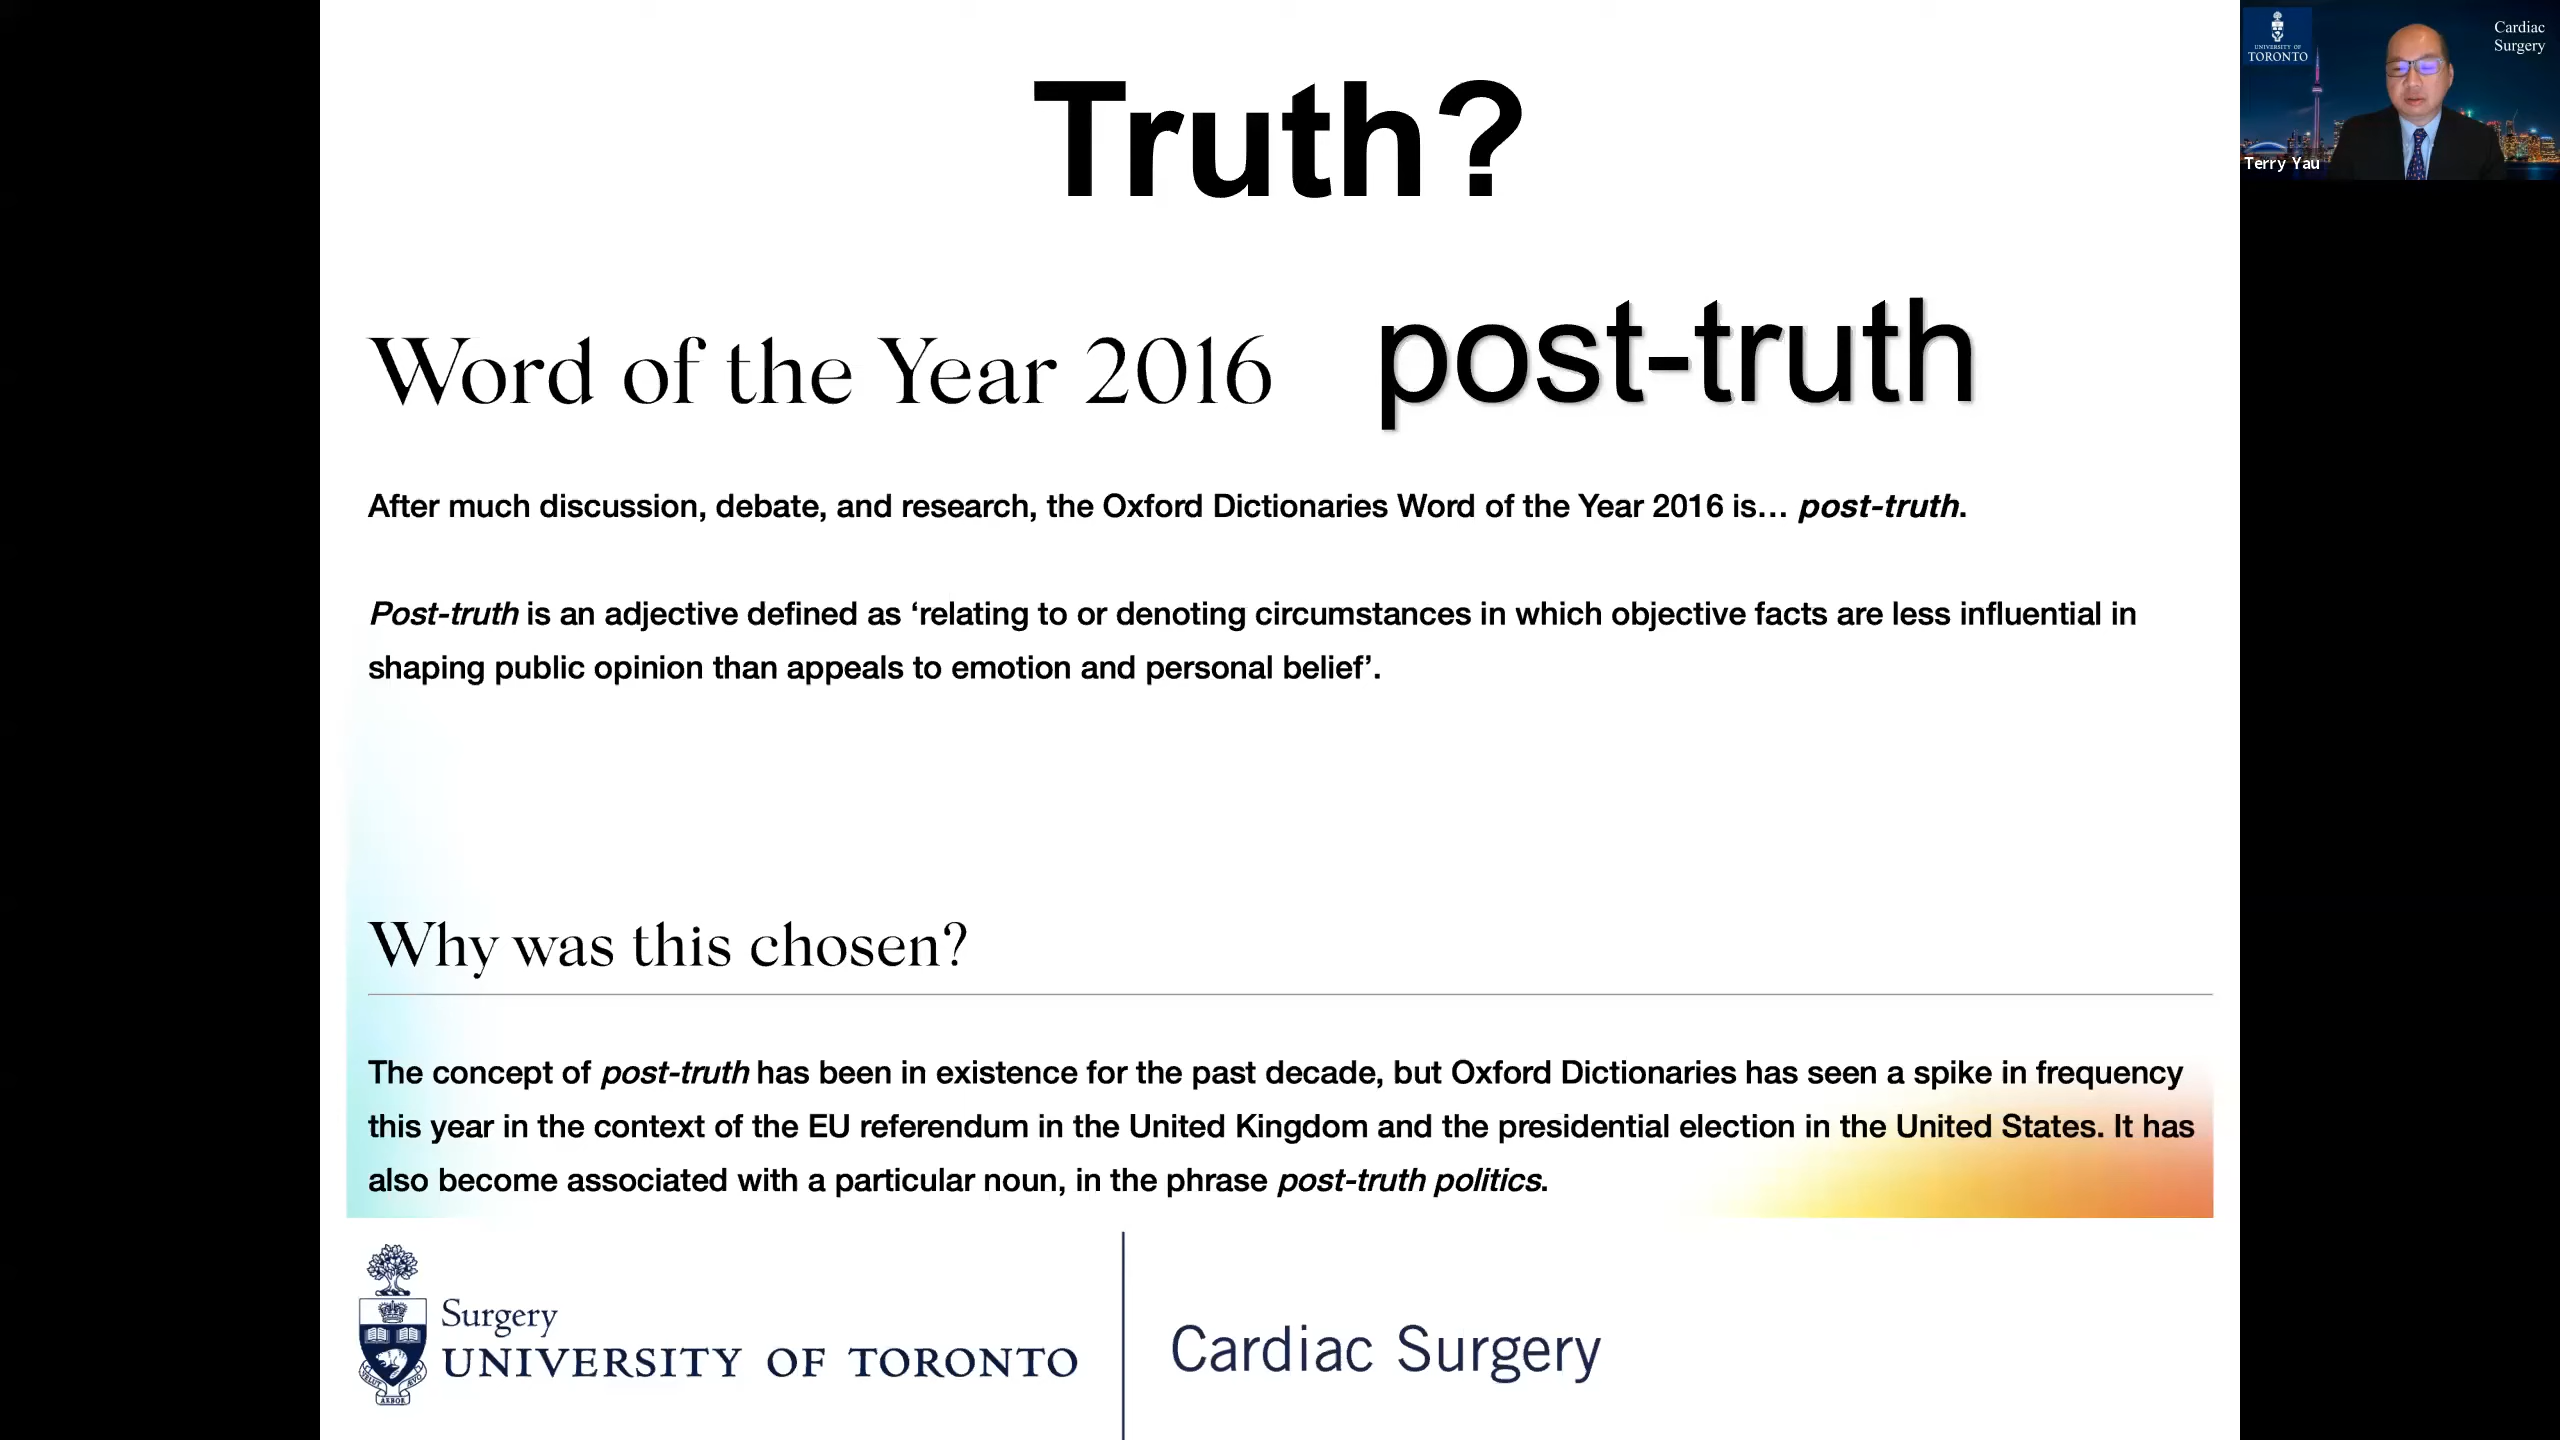 Truth?
Word of the Year 2016 post-truth
After much discussion, debate, and research, the Oxford Dictionaries Word of the Year 2016 is… post-truth.
Post-truth is an adjective defined as ‘relating to or denoting circumstances in which objective facts are less influential in
shaping public opinion than appeals to emotion and personal belief’.
Why was this chosen?
The concept of post-truth has been in existence for the past decade, but Oxford Dictionaries has seen a spike in frequency
this year in the context of the EU referendum in the United Kingdom and the presidential election in the United States. It has
also become associated with a particular noun, in the phrase post-truth politics.
VELUT ARBOR ÆVO
Surgery
UNIVERSITY OF TORONTO
Cardiac Surgery
UNIVERSITY OF
TORONTO
Cardiac
Surgery
Terry Yau